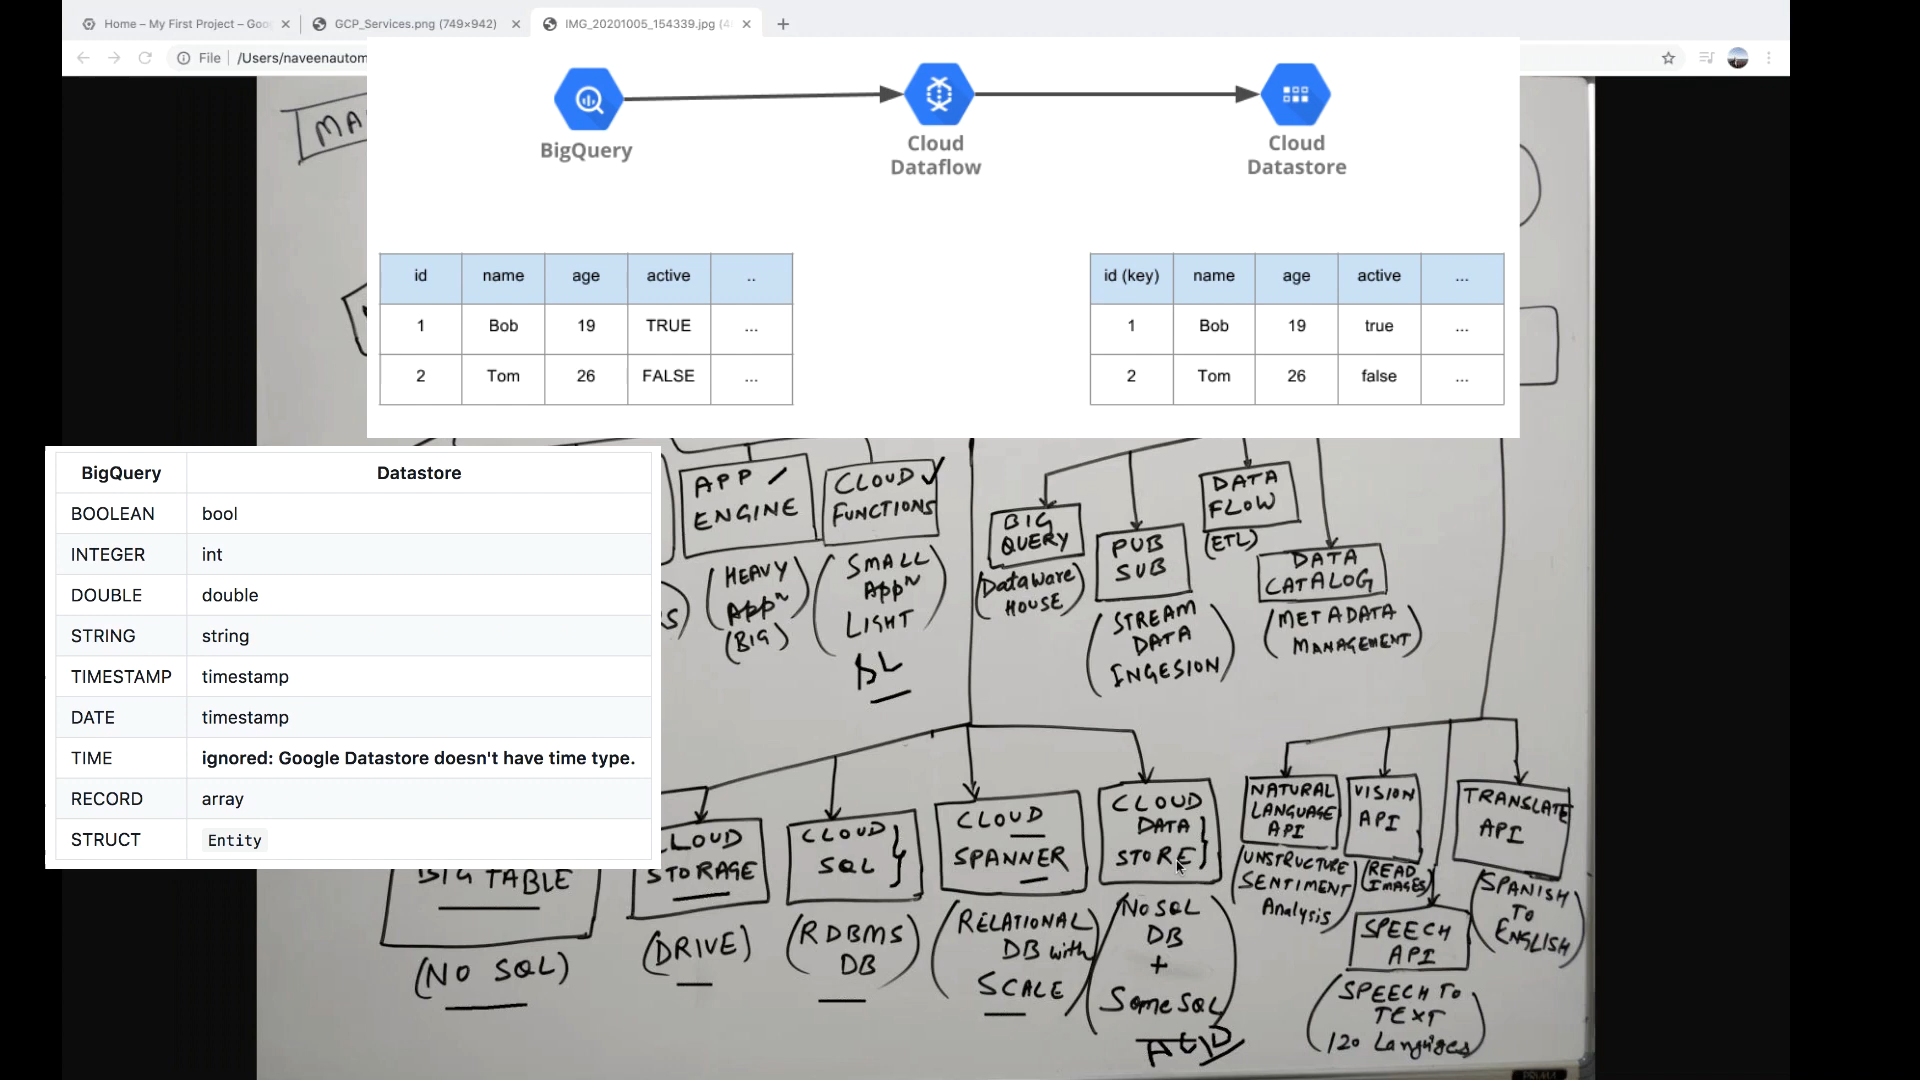 Home – My First Project – Goo
GCP_Services.png (749×942)
IMG_20201005_154339.jpg (4
File
/Users/naveenautom
MA
BigQuery
Cloud
Dataflow
Cloud
Datastore
id name age active ..
1 Bob 19 TRUE ...
2 Tom 26 FALSE ...
id (key) name age active ...
1 Bob 19 true ...
2 Tom 26 false ...
BigQuery Datastore
BOOLEAN bool
INTEGER int
DOUBLE double
STRING string
TIMESTAMP timestamp
DATE timestamp
TIME ignored: Google Datastore doesn't have time type.
RECORD array
STRUCT Entity
APP
ENGINE
(HEAVY
Appⁿ
(BIG)
CLOUD
FUNCTIONS
(SMALL
Appⁿ
LIGHT)
BIG
QUERY
(DataWare
HOUSE)
PUB
SUB
(STREAM
DATA
INGESION)
DATA
FLOW
(ETL)
DATA
CATALOG
(METADATA
MANAGEMENT)
BIG TABLE
(NO SQL)
CLOUD
STORAGE
(DRIVE)
CLOUD
SQL
(RDBMS
DB)
CLOUD
SPANNER
(RELATIONAL
DB with
SCALE)
CLOUD
DATA
STORE
(NO SQL
DB
+
Some SQL)
ACID
NATURAL
LANGUAGE
API
(UNSTRUCTURE
SENTIMENT
Analysis)
VISION
API
(READ
IMAGES)
SPEECH
API
(SPEECH TO
TEXT
120 Languages)
TRANSLATE
API
(SPANISH
TO
ENGLISH)